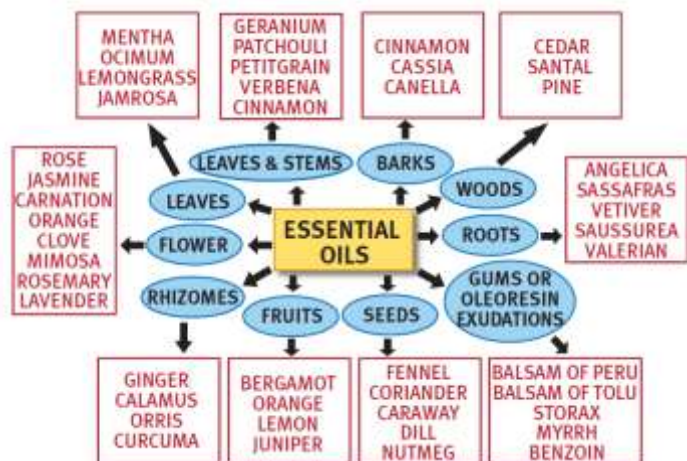 MENTHA
OCIMUM
LEMONGRASS
JAMROSA
GERANIUM
PATCHOULI
PETITGRAIN
VERBENA
CINNAMON
CINNAMON
CASSIA
CANELLA
CEDAR
SANTAL
PINE
LEAVES & STEMS
BARKS
WOODS
LEAVES
ROSE
JASMINE
CARNATION
ORANGE
CLOVE
MIMOSA
ROSEMARY
LAVENDER
FLOWER
ESSENTIAL
OILS
ROOTS
ANGELICA
SASSAFRAS
VETIVER
SAUSSUREA
VALERIAN
RHIZOMES
FRUITS
SEEDS
GUMS OR
OLEORESIN
EXUDATIONS
GINGER
CALAMUS
ORRIS
CURCUMA
BERGAMOT
ORANGE
LEMON
JUNIPER
FENNEL
CORIANDER
CARAWAY
DILL
NUTMEG
BALSAM OF PERU
BALSAM OF TOLU
STORAX
MYRRH
BENZOIN